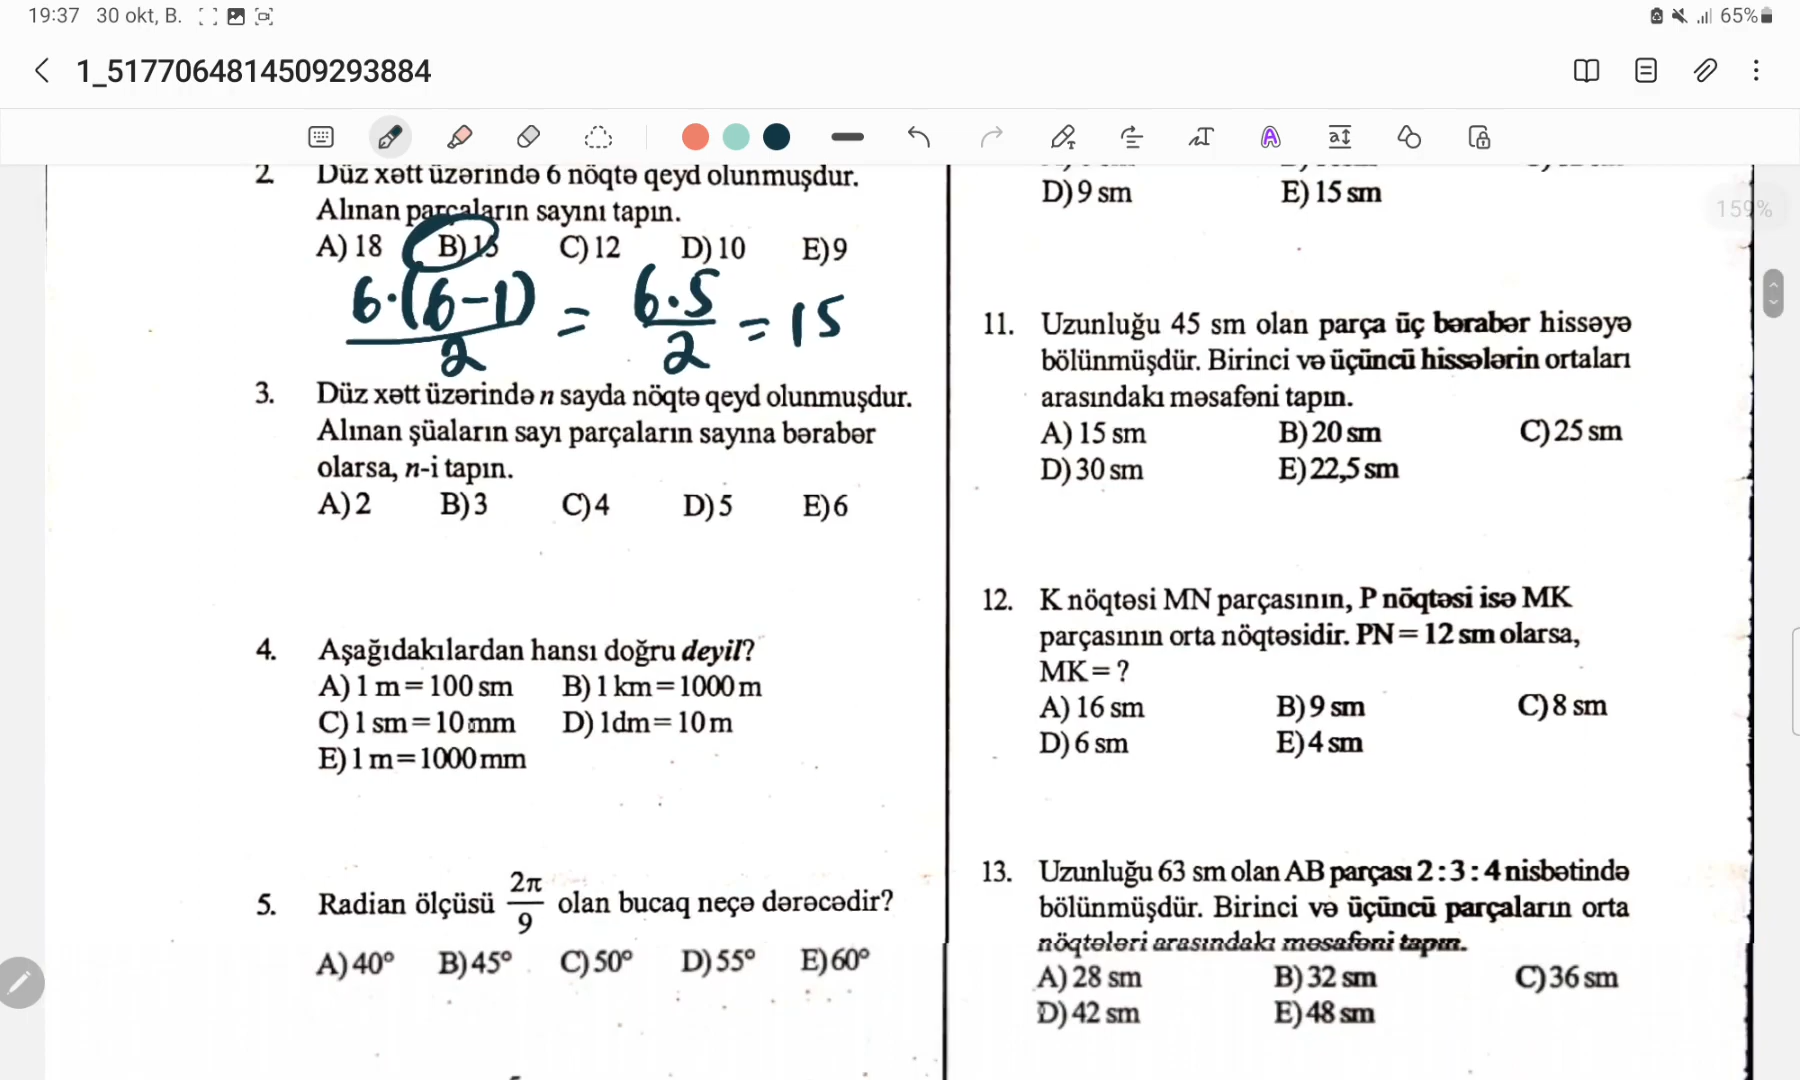 19:37 30 okt, B.
65%
1_5177064814509293884
159%
2. Düz xətt üzərində 6 nöqtə qeyd olunmuşdur.
Alınan parçaların sayını tapın.
A) 18 B) 15 C) 12 D) 10 E) 9
6·(6-1)/2 = 6·5/2 = 15
3. Düz xətt üzərində n sayda nöqtə qeyd olunmuşdur.
Alınan şüaların sayı parçaların sayına bərabər
olarsa, n-i tapın.
A) 2 B) 3 C) 4 D) 5 E) 6
4. Aşağıdakılardan hansı doğru deyil?
A) 1 m = 100 sm B) 1 km = 1000 m
C) 1 sm = 10 mm D) 1dm = 10 m
E) 1 m = 1000 mm
5. Radian ölçüsü 2π/9 olan bucaq neçə dərəcədir?
A) 40° B) 45° C) 50° D) 55° E) 60°
D) 9 sm E) 15 sm
11. Uzunluğu 45 sm olan parça üç bərabər hissəyə
bölünmüşdür. Birinci və üçüncü hissələrin ortaları
arasındakı məsafəni tapın.
A) 15 sm B) 20 sm C) 25 sm
D) 30 sm E) 22,5 sm
12. K nöqtəsi MN parçasının, P nöqtəsi isə MK
parçasının orta nöqtəsidir. PN = 12 sm olarsa,
MK = ?
A) 16 sm B) 9 sm C) 8 sm
D) 6 sm E) 4 sm
13. Uzunluğu 63 sm olan AB parçası 2 : 3 : 4 nisbətində
bölünmüşdür. Birinci və üçüncü parçaların orta
nöqtələri arasındakı məsafəni tapın.
A) 28 sm B) 32 sm C) 36 sm
D) 42 sm E) 48 sm